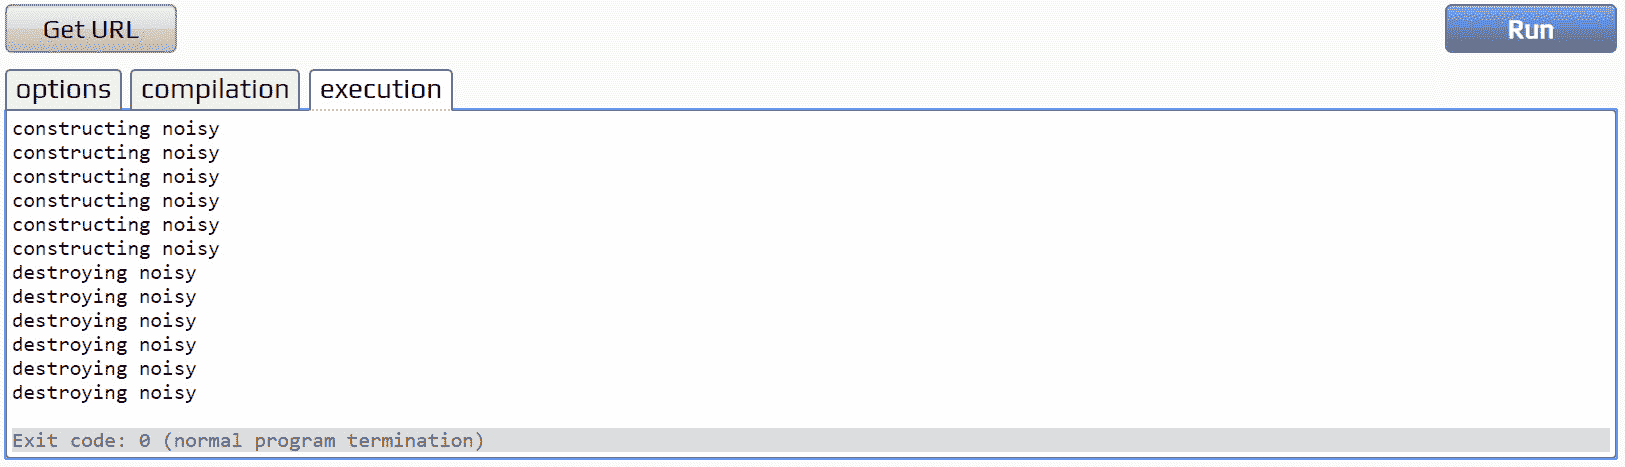 Get URL
Run
options
compilation
execution
constructing noisy
constructing noisy
constructing noisy
constructing noisy
constructing noisy
constructing noisy
destroying noisy
destroying noisy
destroying noisy
destroying noisy
destroying noisy
destroying noisy
Exit code: 0 (normal program termination)